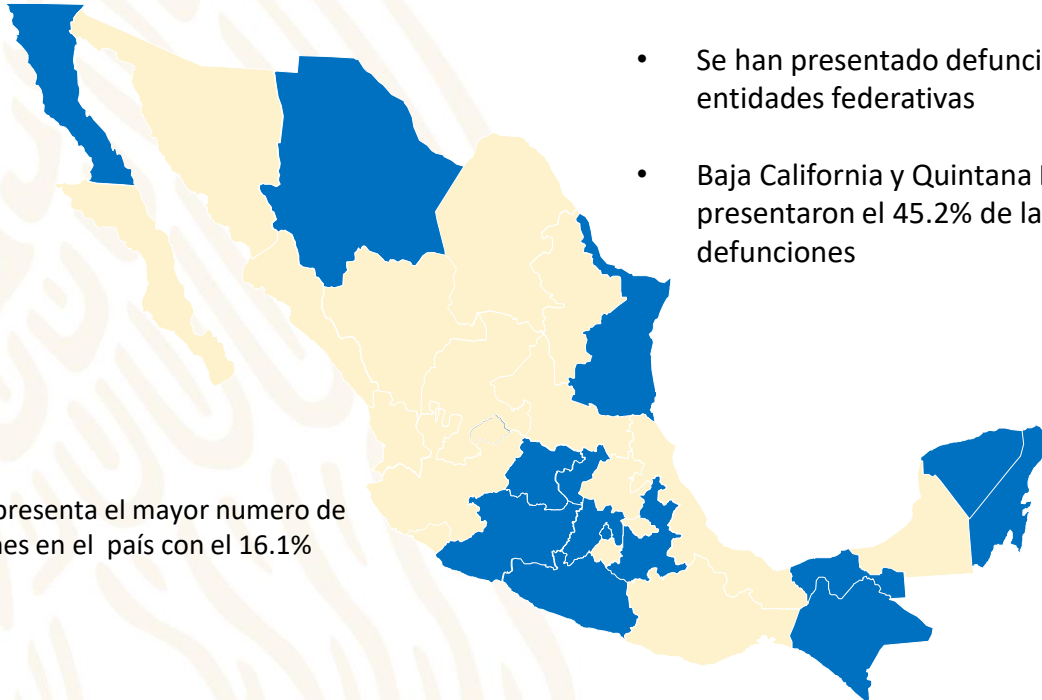 • Se han presentado defunci
entidades federativas
• Baja California y Quintana
presentaron el 45.2% de la
defunciones
presenta el mayor numero de
nes en el país con el 16.1%